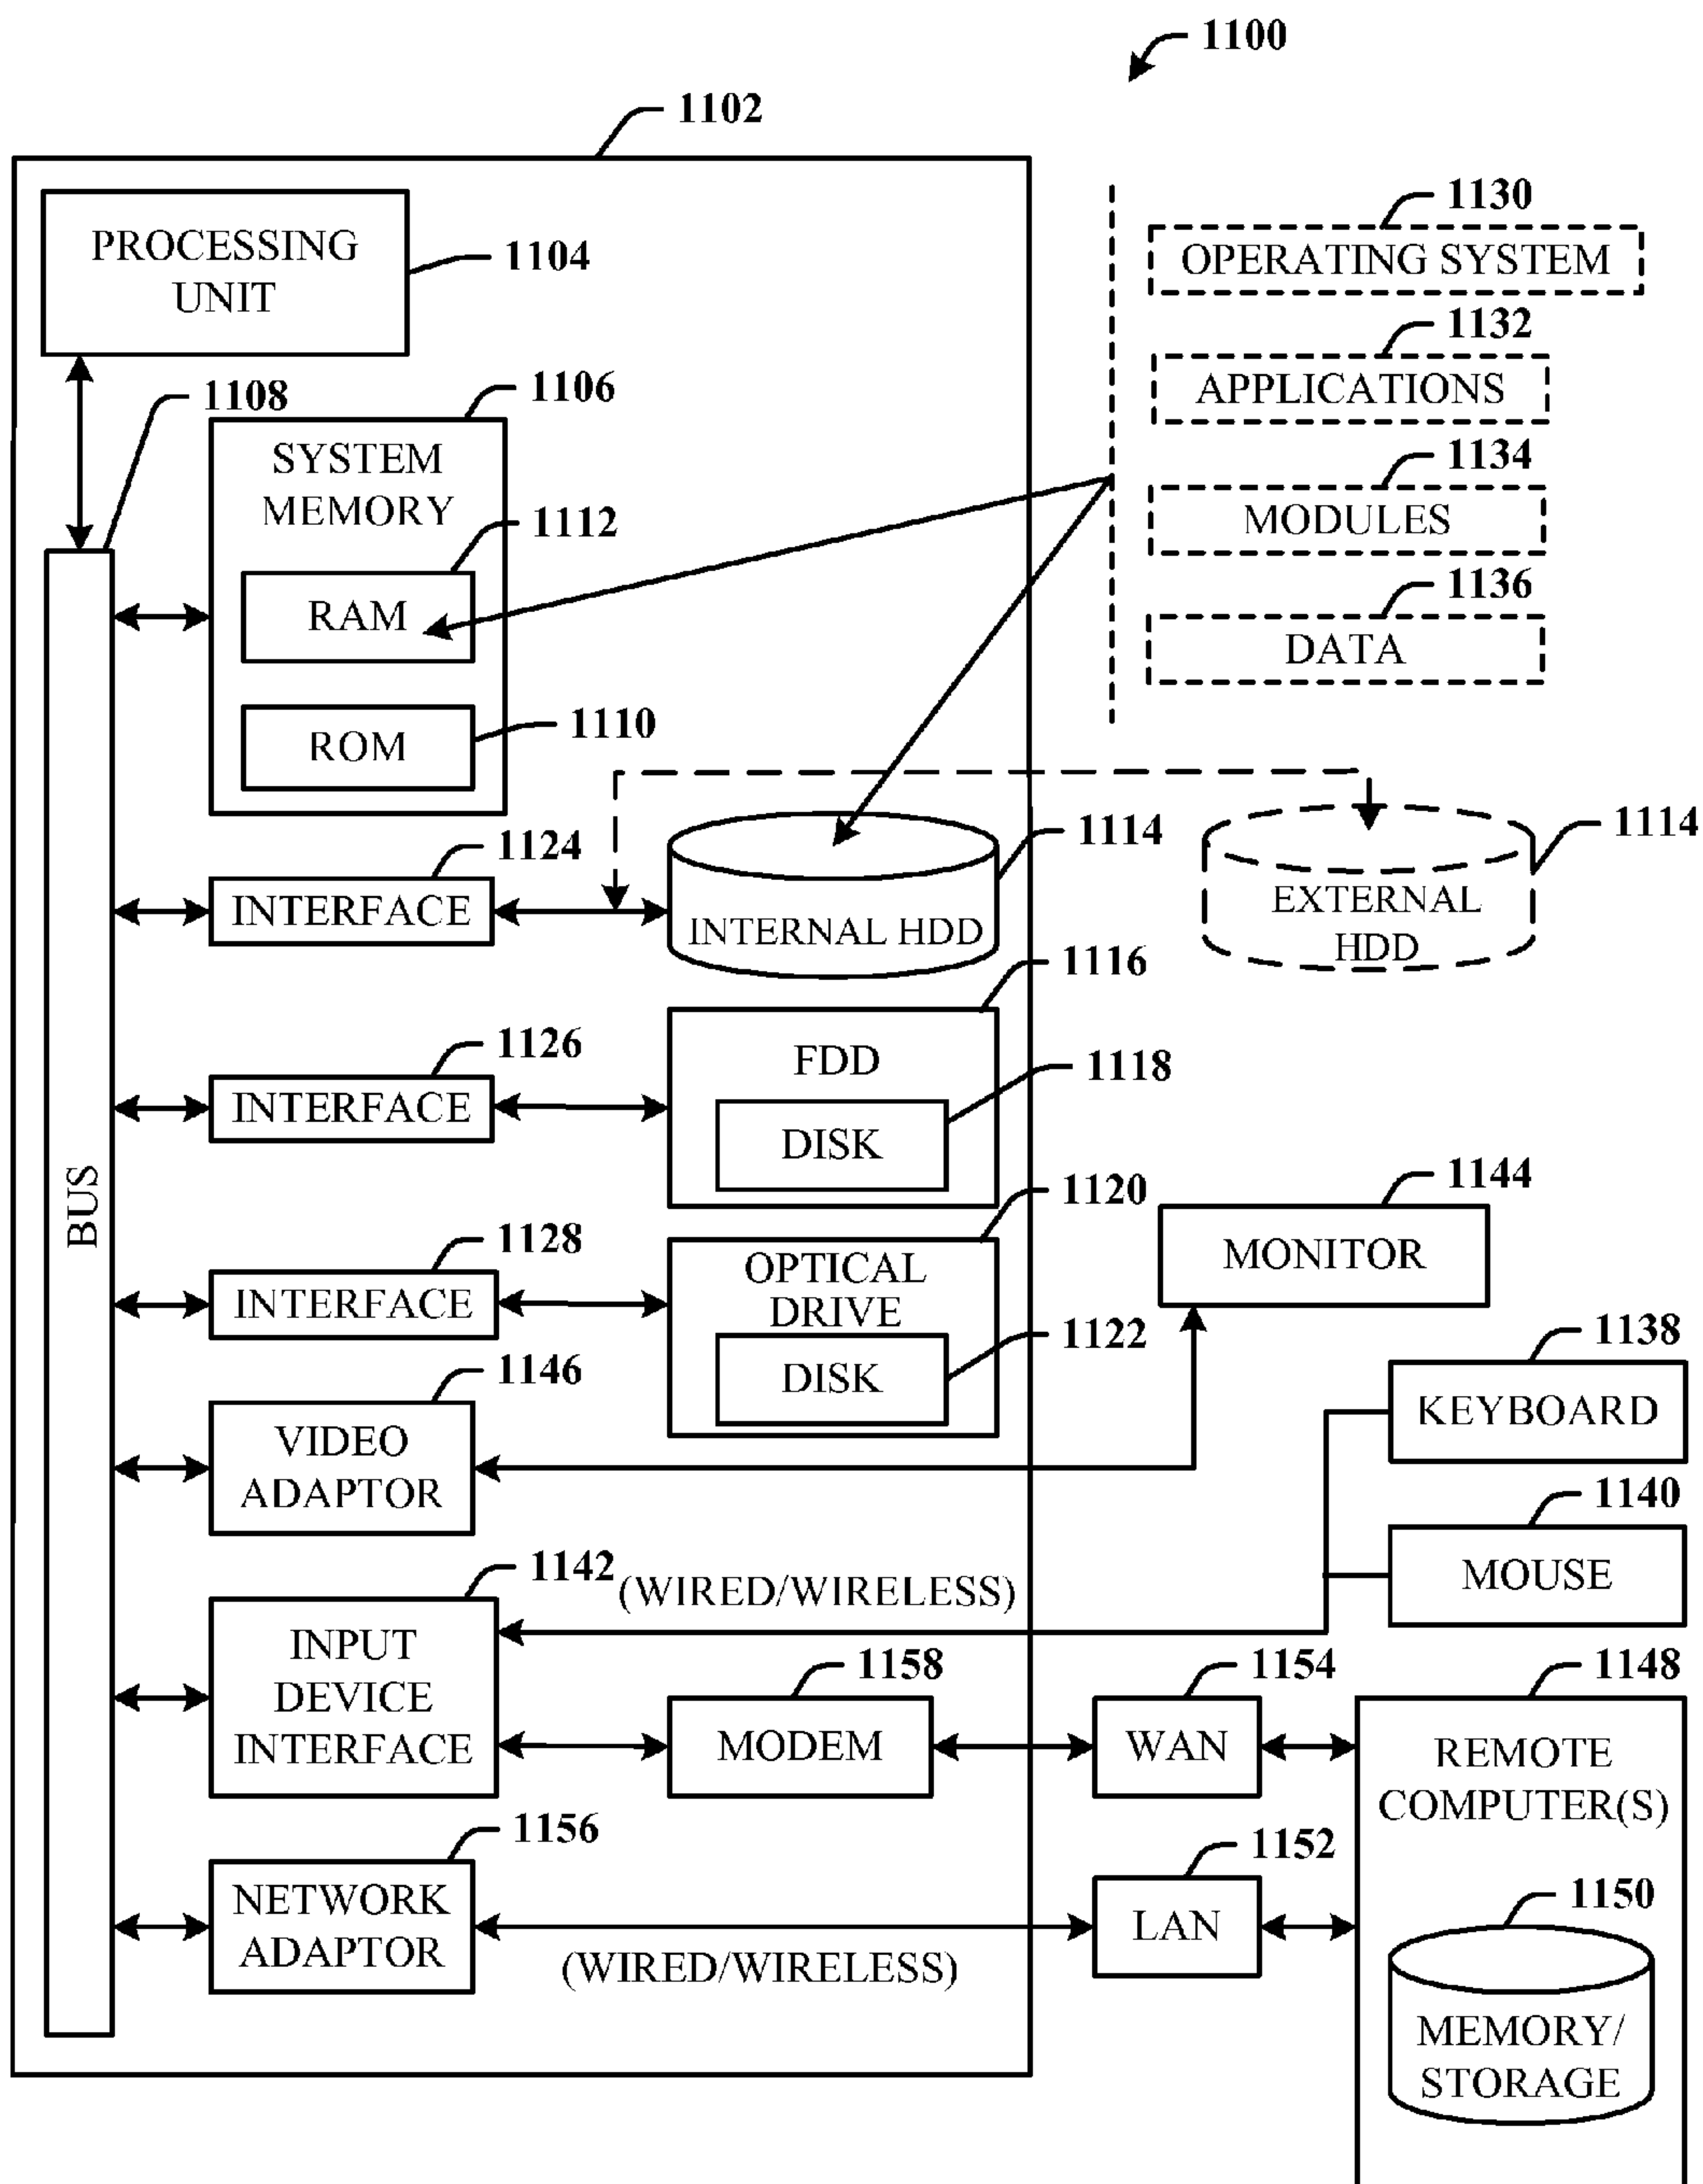 1100
1102
PROCESSING
UNIT
1104
1130
OPERATING SYSTEM
1132
APPLICATIONS
1134
MODULES
1136
DATA
1108
1106
SYSTEM
MEMORY
1112
RAM
1110
ROM
BUS
1124
INTERFACE
1114
INTERNAL HDD
1114
EXTERNAL
HDD
1126
INTERFACE
1116
FDD
1118
DISK
1128
INTERFACE
1120
OPTICAL
DRIVE
1122
DISK
1144
MONITOR
1146
VIDEO
ADAPTOR
1138
KEYBOARD
1140
MOUSE
1142
(WIRED/WIRELESS)
INPUT
DEVICE
INTERFACE
1158
MODEM
1154
WAN
1148
REMOTE
COMPUTER(S)
1156
NETWORK
ADAPTOR
(WIRED/WIRELESS)
1152
LAN
1150
MEMORY/
STORAGE